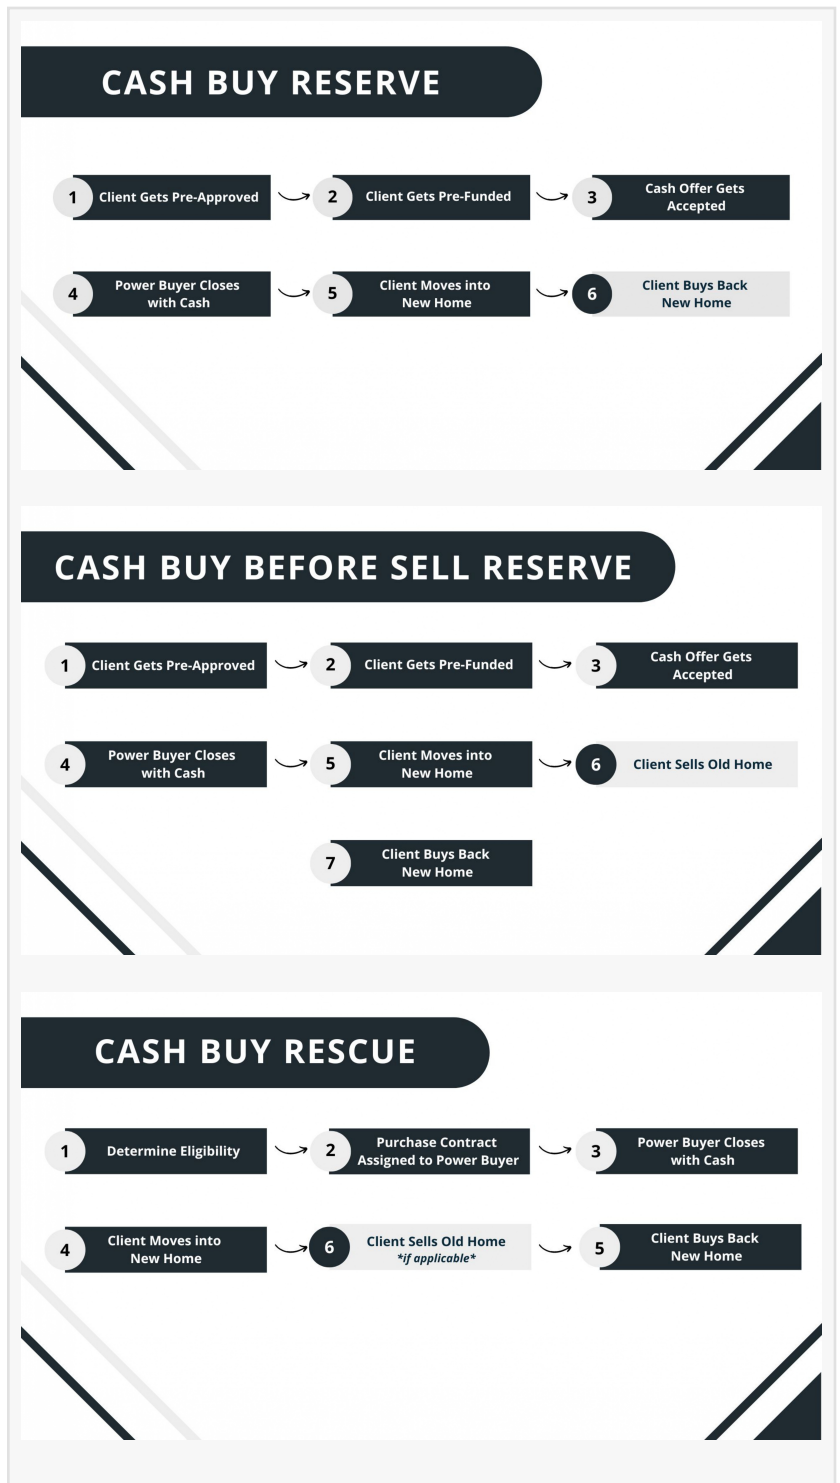 CASH BUY RESERVE
1 Client Gets Pre-Approved
2 Client Gets Pre-Funded
3 Cash Offer Gets
Accepted
4 Power Buyer Closes
with Cash
5 Client Moves into
New Home
6 Client Buys Back
New Home
CASH BUY BEFORE SELL RESERVE
1 Client Gets Pre-Approved
2 Client Gets Pre-Funded
3 Cash Offer Gets
Accepted
4 Power Buyer Closes
with Cash
5 Client Moves into
New Home
6 Client Sells Old Home
7 Client Buys Back
New Home
CASH BUY RESCUE
1 Determine Eligibility
2 Purchase Contract
Assigned to Power Buyer
3 Power Buyer Closes
with Cash
4 Client Moves into
New Home
6 Client Sells Old Home
*if applicable*
5 Client Buys Back
New Home